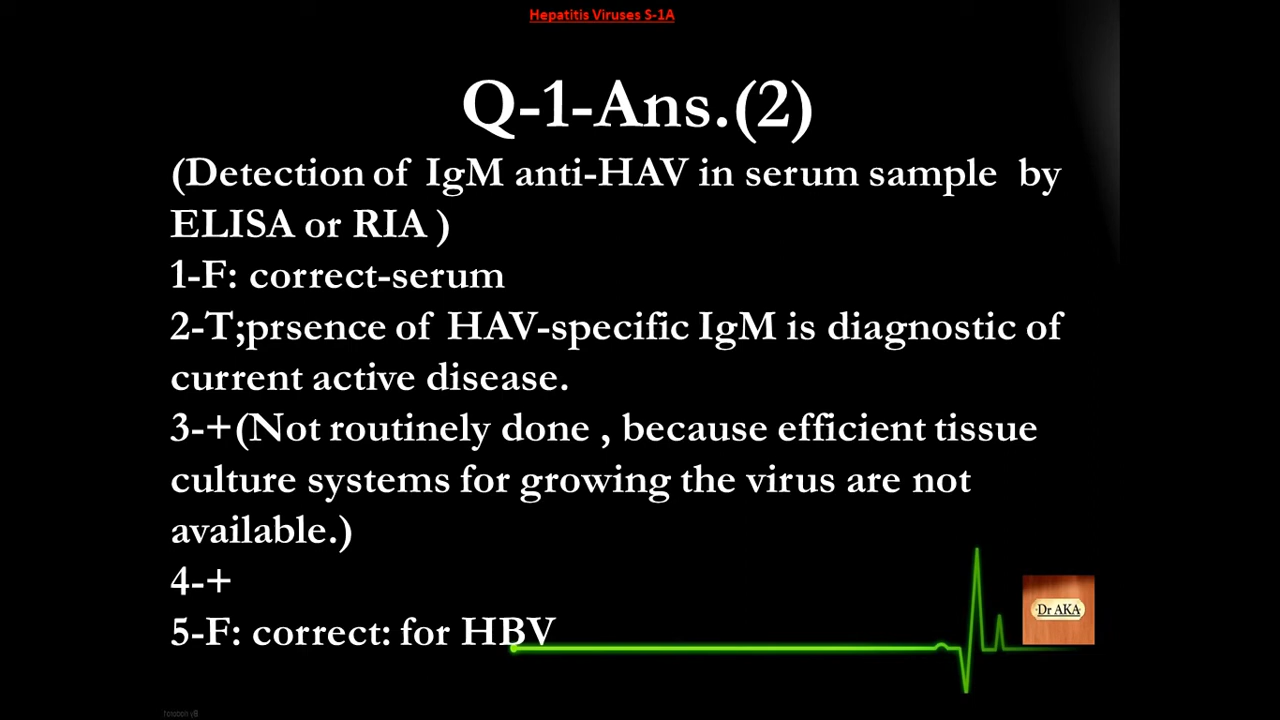 Hepatitis Viruses S-1A
Q-1-Ans.(2)
(Detection of IgM anti-HAV in serum sample by
ELISA or RIA )
1-F: correct-serum
2-T;prsence of HAV-specific IgM is diagnostic of
current active disease.
3-+(Not routinely done , because efficient tissue
culture systems for growing the virus are not
available.)
4-+
5-F: correct: for HBV
Dr AKA